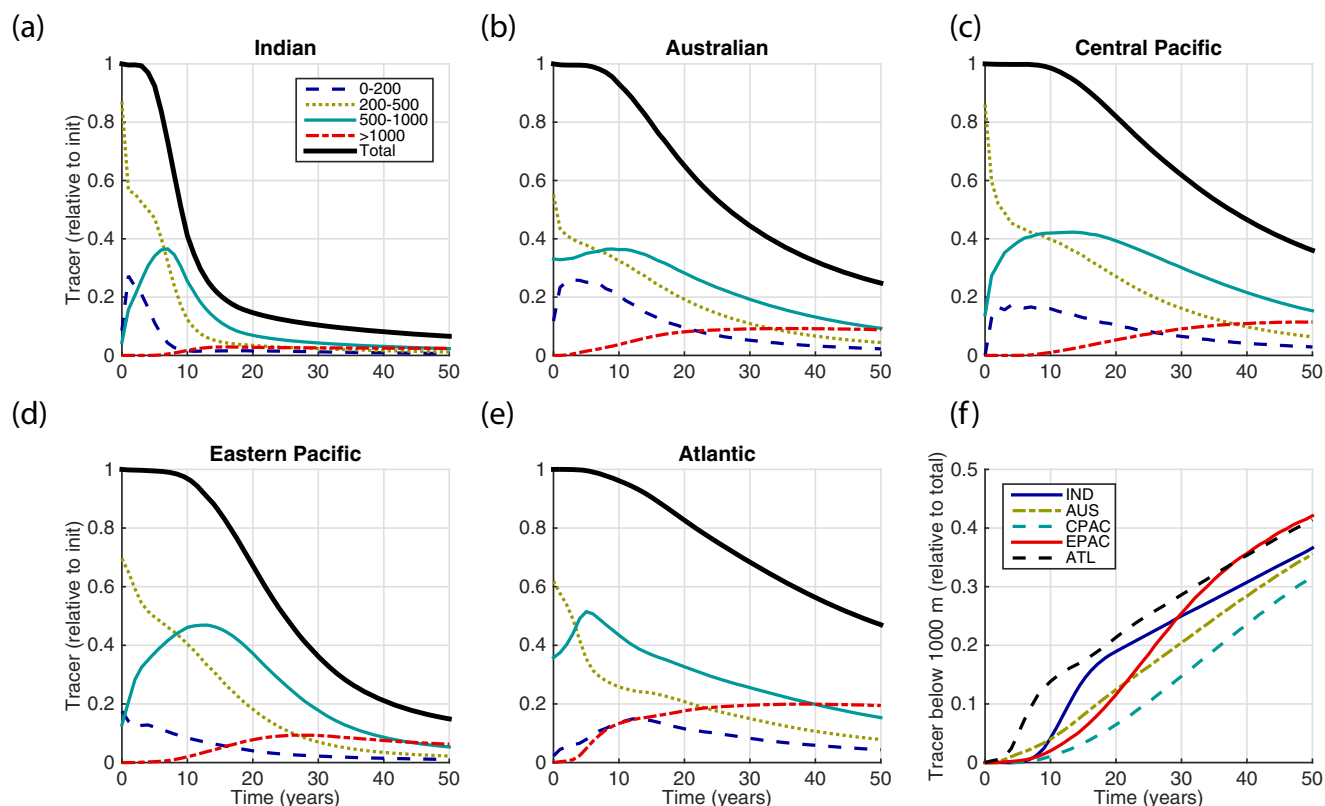 (a)
Indian
Tracer (relative to init)
1
0.8
0.6
0.4
0.2
0
0 10 20 30 40 50
0-200
200-500
500-1000
>1000
Total
(b)
Australian
1
0.8
0.6
0.4
0.2
0
0 10 20 30 40 50
(c)
Central Pacific
1
0.8
0.6
0.4
0.2
0
0 10 20 30 40 50
(d)
Eastern Pacific
Tracer (relative to init)
1
0.8
0.6
0.4
0.2
0
0 10 20 30 40 50
Time (years)
(e)
Atlantic
1
0.8
0.6
0.4
0.2
0
0 10 20 30 40 50
Time (years)
(f)
Tracer below 1000 m (relative to total)
0.5
0.4
0.3
0.2
0.1
0
0 10 20 30 40 50
Time (years)
IND
AUS
CPAC
EPAC
ATL